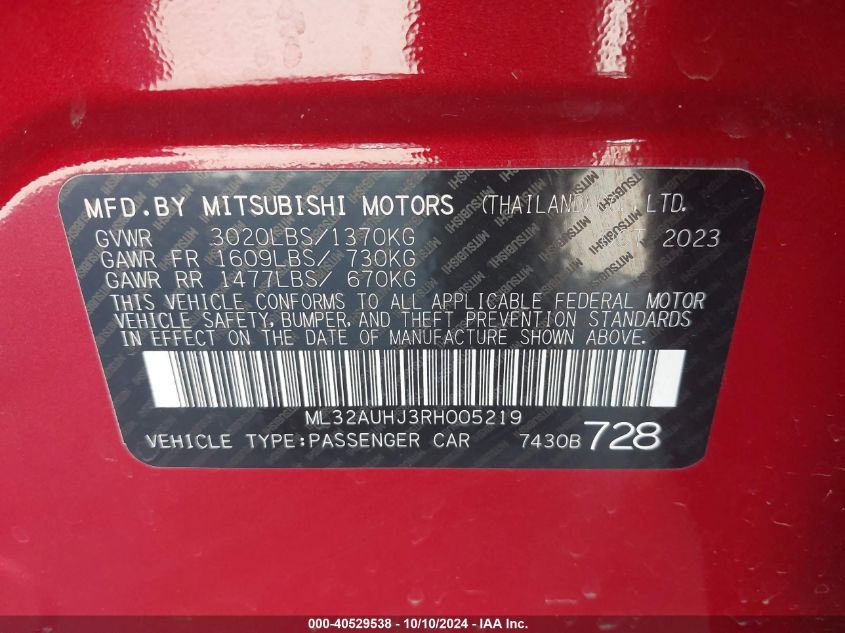 MFD.BY MITSUBISHI MOTORS (THAILAND) CO., LTD.
GVWR 3020LBS/1370KG 2023
GAWR FR 1609LBS/ 730KG
GAWR RR 1477LBS/ 670KG
THIS VEHICLE CONFORMS TO ALL APPLICABLE FEDERAL MOTOR
VEHICLE SAFETY, BUMPER, AND THEFT PREVENTION STANDARDS
IN EFFECT ON THE DATE OF MANUFACTURE SHOWN ABOVE.
ML32AUHJ3RH005219
VEHICLE TYPE:PASSENGER CAR 7430B 728
000-40529538 - 10/10/2024 - IAA Inc.